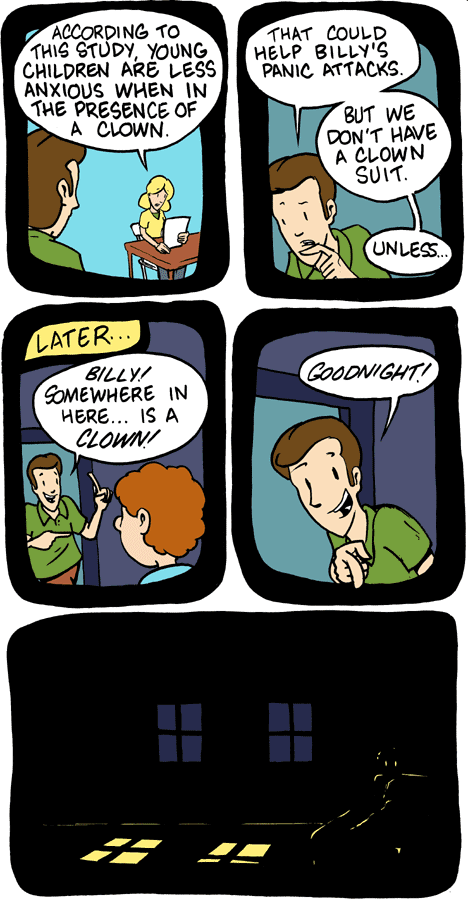 ACCORDING TO
THIS STUDY, YOUNG
CHILDREN ARE LESS
ANXIOUS WHEN IN
THE PRESENCE OF
A CLOWN.
THAT COULD
HELP BILLY'S
PANIC ATTACKS.
BUT WE
DON'T HAVE
A CLOWN
SUIT.
UNLESS...
LATER...
BILLY!
SOMEWHERE IN
HERE... IS A
CLOWN!
GOODNIGHT!